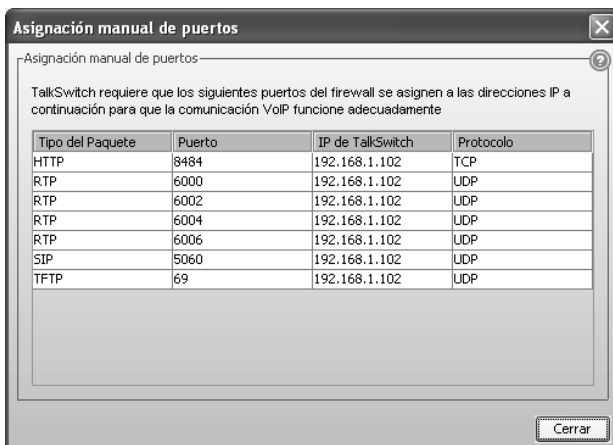 Asignación manual de puertos
Asignación manual de puertos
TalkSwitch requiere que los siguientes puertos del firewall se asignen a las direcciones IP a
continuación para que la comunicación VoIP funcione adecuadamente
Tipo del Paquete Puerto IP de TalkSwitch Protocolo
HTTP 8484 192.168.1.102 TCP
RTP 6000 192.168.1.102 UDP
RTP 6002 192.168.1.102 UDP
RTP 6004 192.168.1.102 UDP
RTP 6006 192.168.1.102 UDP
SIP 5060 192.168.1.102 UDP
TFTP 69 192.168.1.102 UDP
Cerrar